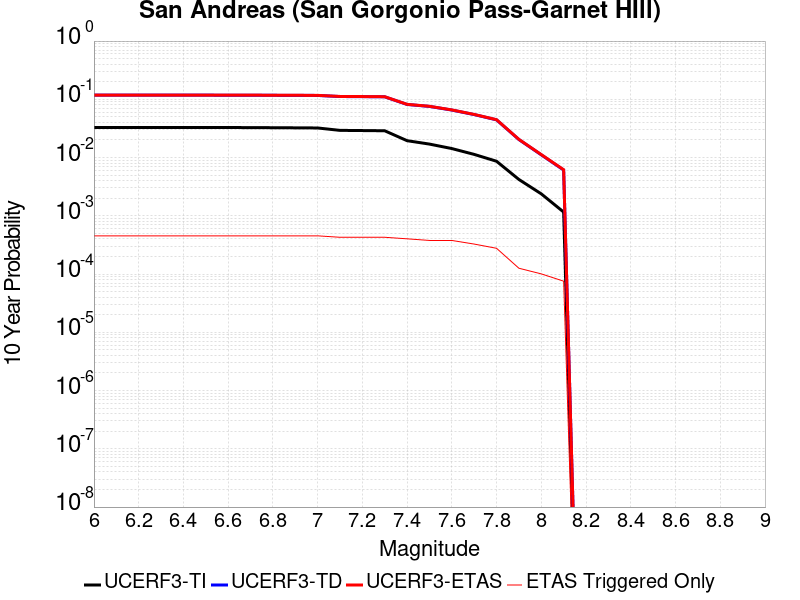 San Andreas (San Gorgonio Pass-Garnet HIll)
10 0
10 -1
10 -2
10 -3
10 -4
10 -5
10 -6
10 -7
10 -8
10 Year Probability
6 6.2 6.4 6.6 6.8 7 7.2 7.4 7.6 7.8 8 8.2 8.4 8.6 8.8 9
Magnitude
UCERF3-TI UCERF3-TD UCERF3-ETAS ETAS Triggered Only